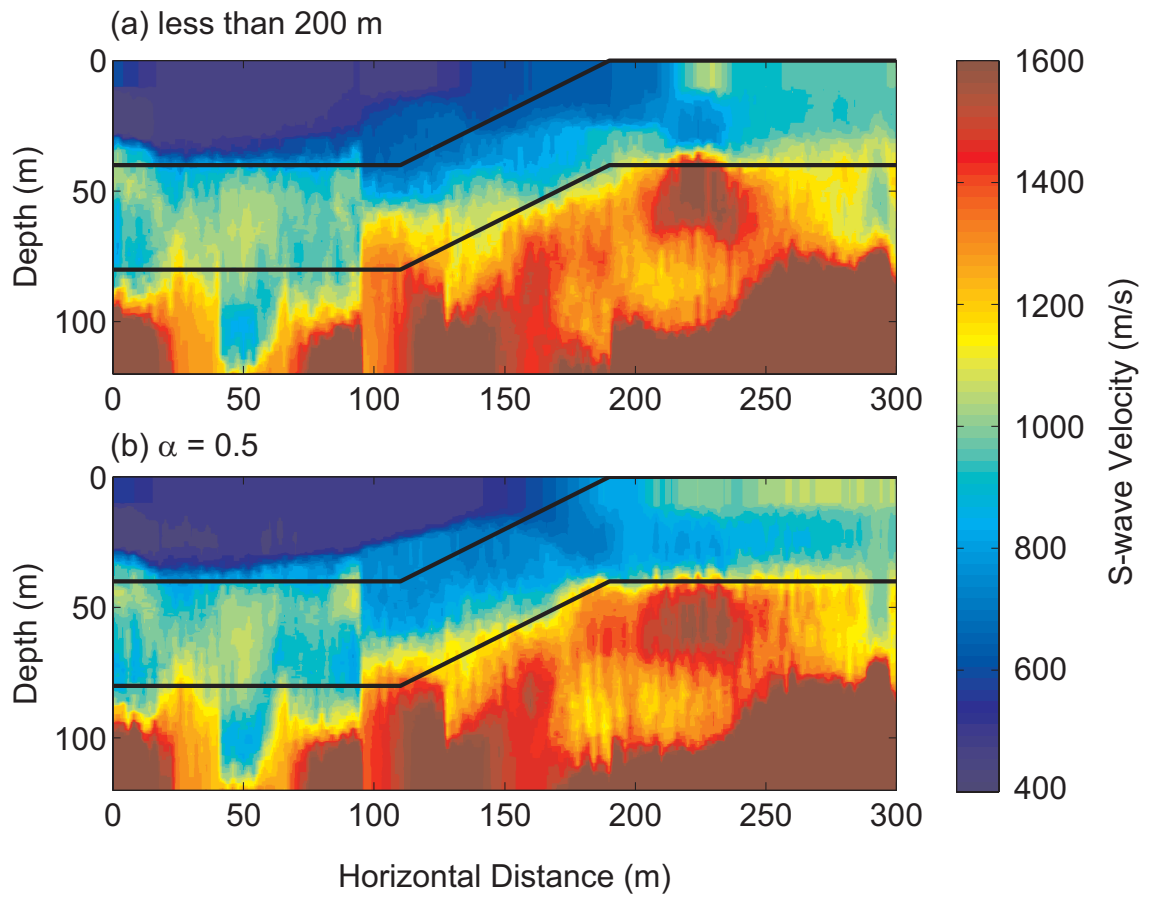 (a) less than 200 m
0
50
100
Depth (m)
0 50 100 150 200 250 300
(b) α = 0.5
0
50
100
Depth (m)
0 50 100 150 200 250 300
Horizontal Distance (m)
1600
1400
1200
1000
800
600
400
S-wave Velocity (m/s)